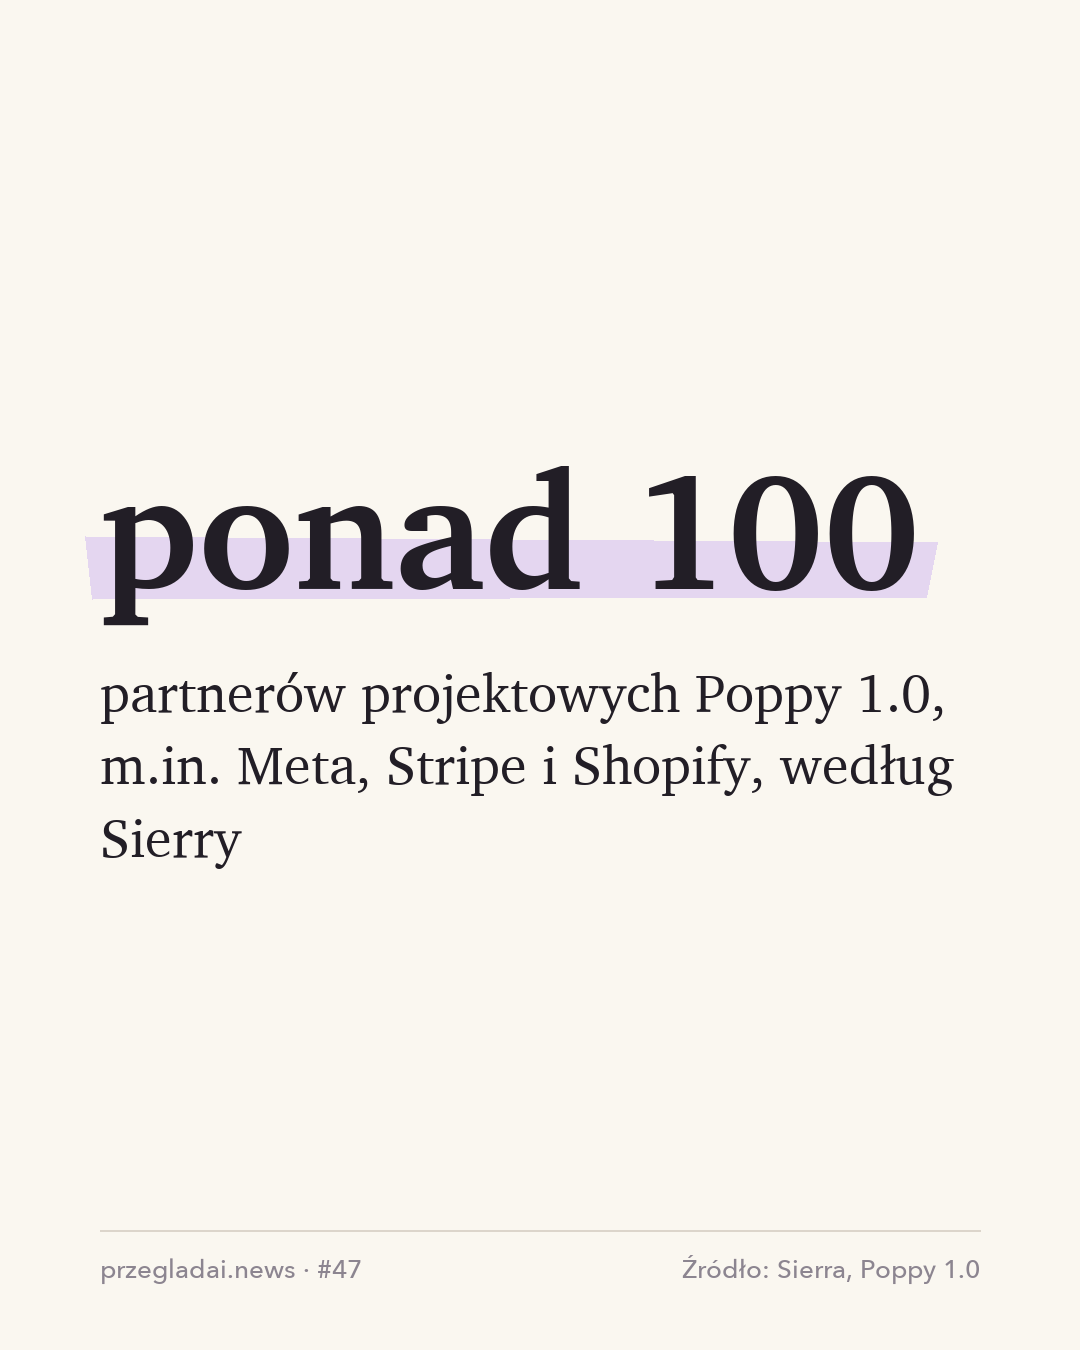 ponad 100
partnerów projektowych Poppy 1.0,
m.in. Meta, Stripe i Shopify, według
Sierry
przegladai.news · #47
Źródło: Sierra, Poppy 1.0